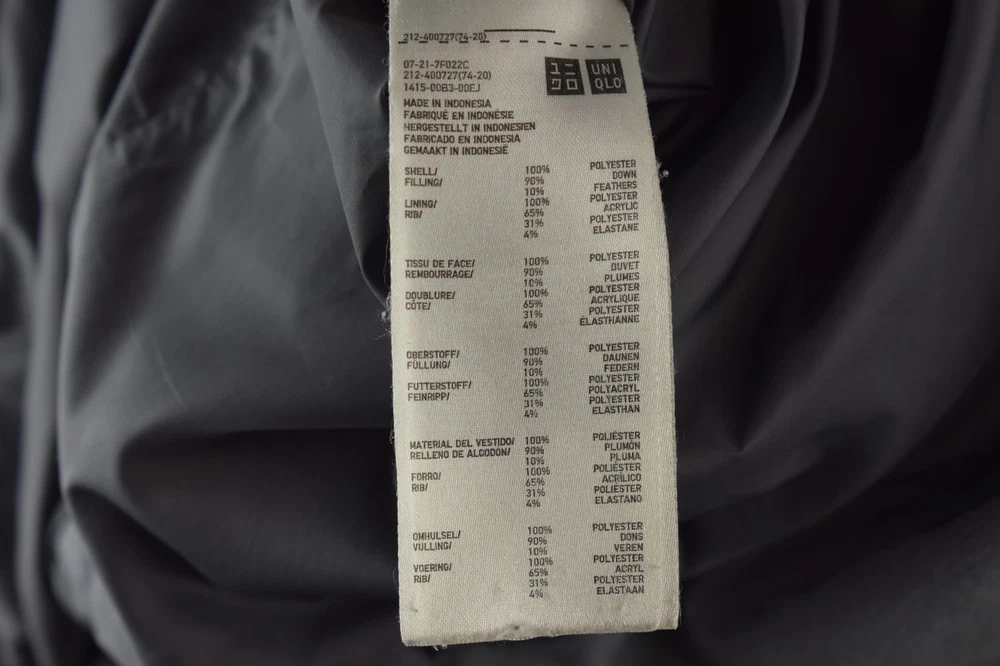 212-400727(74-20)
07-21-7F022C
212-400727(74-20)
1415-00B3-00EJ
ユニ
クロ
UNI
QLO
MADE IN INDONESIA
FABRIQUÉ EN INDONÉSIE
HERGESTELLT IN INDONESIEN
FABRICADO EN INDONESIA
GEMAAKT IN INDONESIË
SHELL/ 100% POLYESTER
FILLING/ 90% DOWN
10% FEATHERS
LINING/ 100% POLYESTER
RIB/ 65% ACRYLIC
31% POLYESTER
4% ELASTANE
TISSU DE FACE/ 100% POLYESTER
REMBOURRAGE/ 90% DUVET
10% PLUMES
DOUBLURE/ 100% POLYESTER
CÔTE/ 65% ACRYLIQUE
31% POLYESTER
4% ÉLASTHANNE
OBERSTOFF/ 100% POLYESTER
FÜLLUNG/ 90% DAUNEN
10% FEDERN
FUTTERSTOFF/ 100% POLYESTER
FEINRIPP/ 65% POLYACRYL
31% POLYESTER
4% ELASTHAN
MATERIAL DEL VESTIDO/ 100% POLIÉSTER
RELLENO DE ALGODÓN/ 90% PLUMÓN
10% PLUMA
FORRO/ 100% POLIÉSTER
RIB/ 65% ACRÍLICO
31% POLIÉSTER
4% ELASTANO
OMHULSEL/ 100% POLYESTER
VULLING/ 90% DONS
10% VEREN
VOERING/ 100% POLYESTER
RIB/ 65% ACRYL
31% POLYESTER
4% ELASTAAN